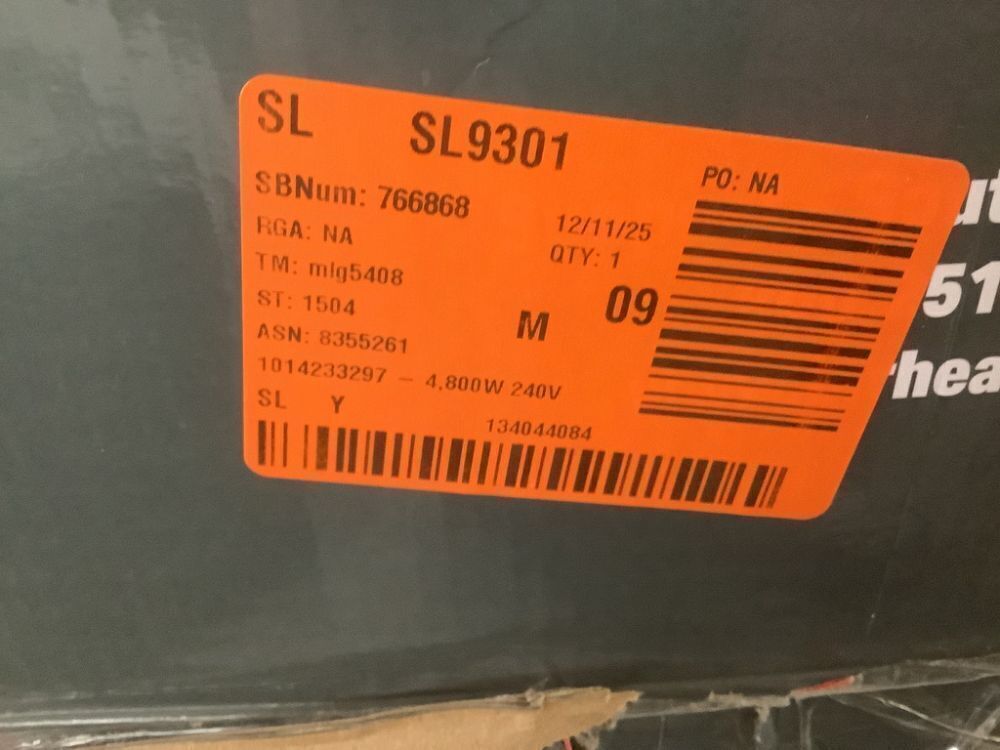 SL SL9301
PO: NA
SBNum: 766868
12/11/25
RGA: NA
QTY: 1
TM: mlg5408
ST: 1504
M 09
ASN: 8355261
1014233297 – 4,800W 240V
SL Y
134044084
51